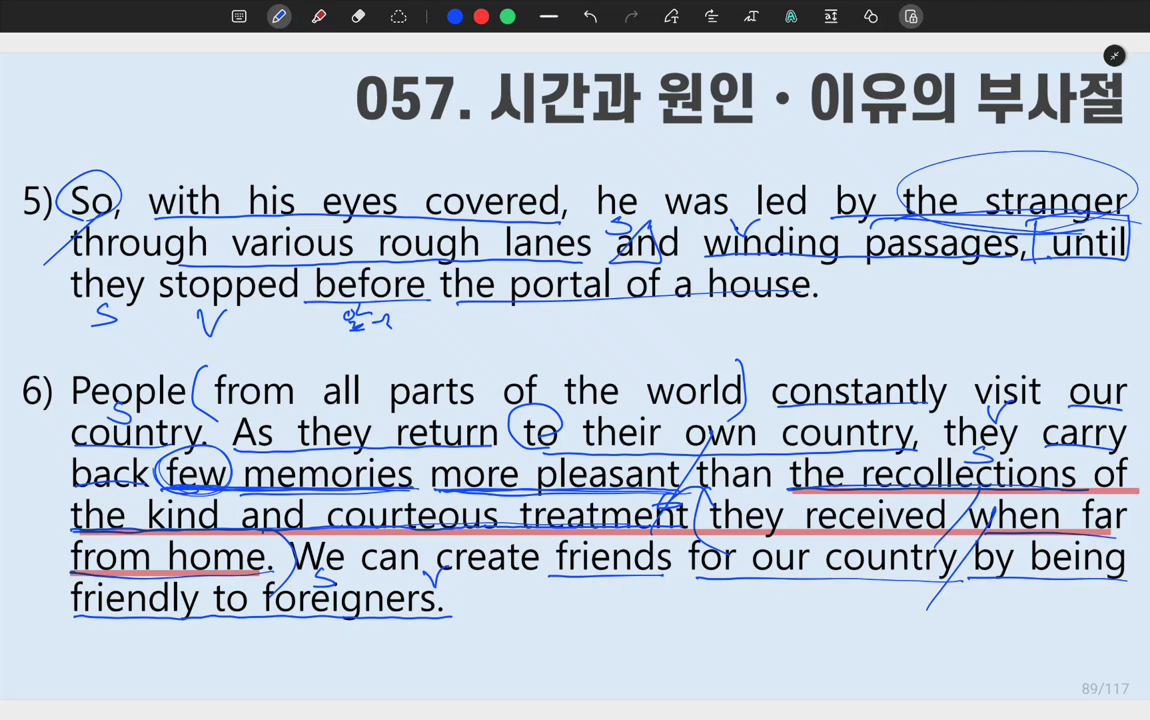 057. 시간과 원인·이유의 부사절
5) So, with his eyes covered, he was led by the stranger
through various rough lanes and winding passages, until
they stopped before the portal of a house.
S V 앞에
6) People from all parts of the world constantly visit our
country. As they return to their own country, they carry
back few memories more pleasant than the recollections of
the kind and courteous treatment they received when far
from home. We can create friends for our country by being
friendly to foreigners.
89/117